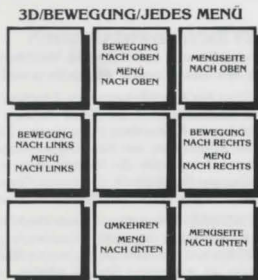 3D/BEWEGUNG/JEDES MENÜ
BEWEGUNG
NACH OBEN
MENÜ
NACH OBEN
MENÜSEITE
NACH OBEN
BEWEGUNG
NACH LINKS
MENÜ
NACH LINKS
BEWEGUNG
NACH RECHTS
MENÜ
NACH RECHTS
UMKEHREN
MENÜ
NACH UNTEN
MENÜSEITE
NACH UNTEN